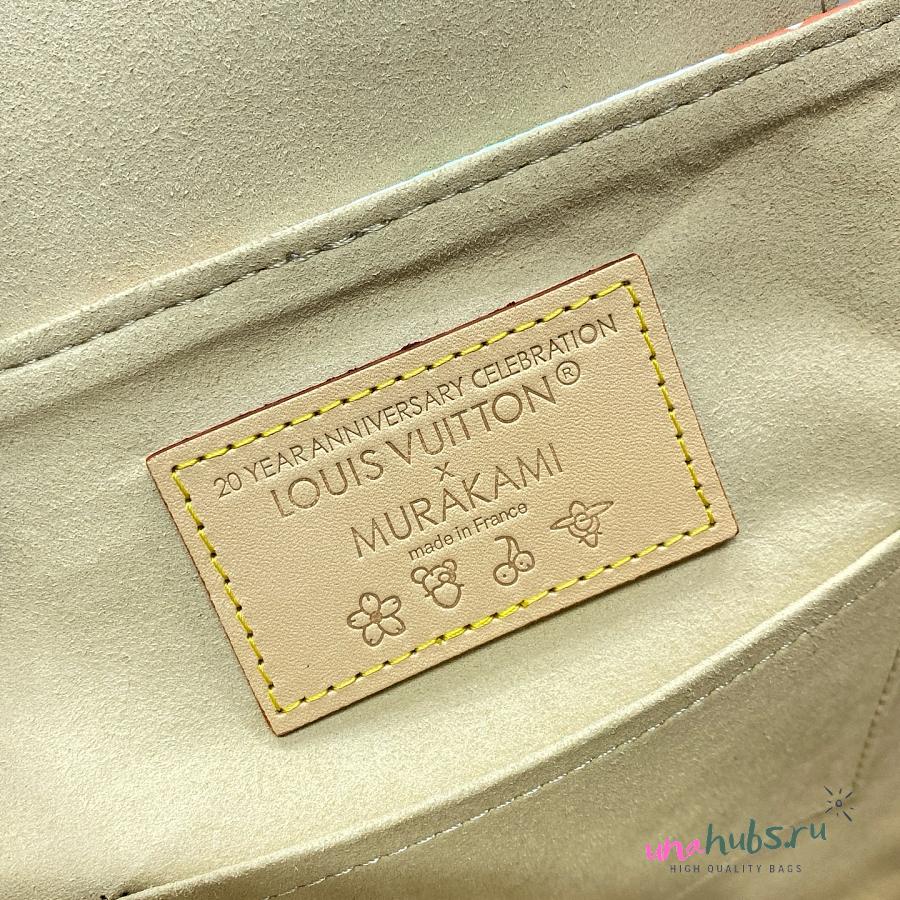 20 YEAR ANNIVERSARY CELEBRATION
LOUIS VUITTON®
x
MURAKAMI
made in France
unahubs.ru
HIGH QUALITY BAGS